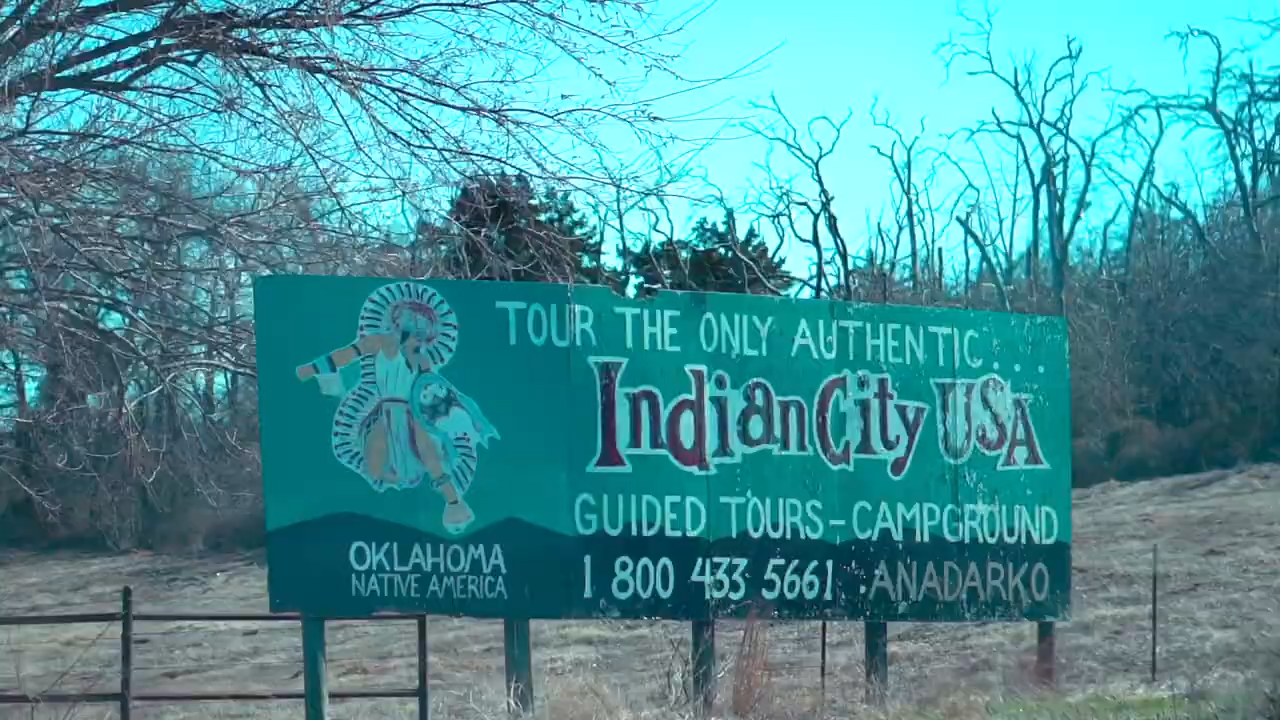 TOUR THE ONLY AUTHENTIC...
Indian City USA
GUIDED TOURS-CAMPGROUND
1 800 433 5661 · ANADARKO
OKLAHOMA
NATIVE AMERICA